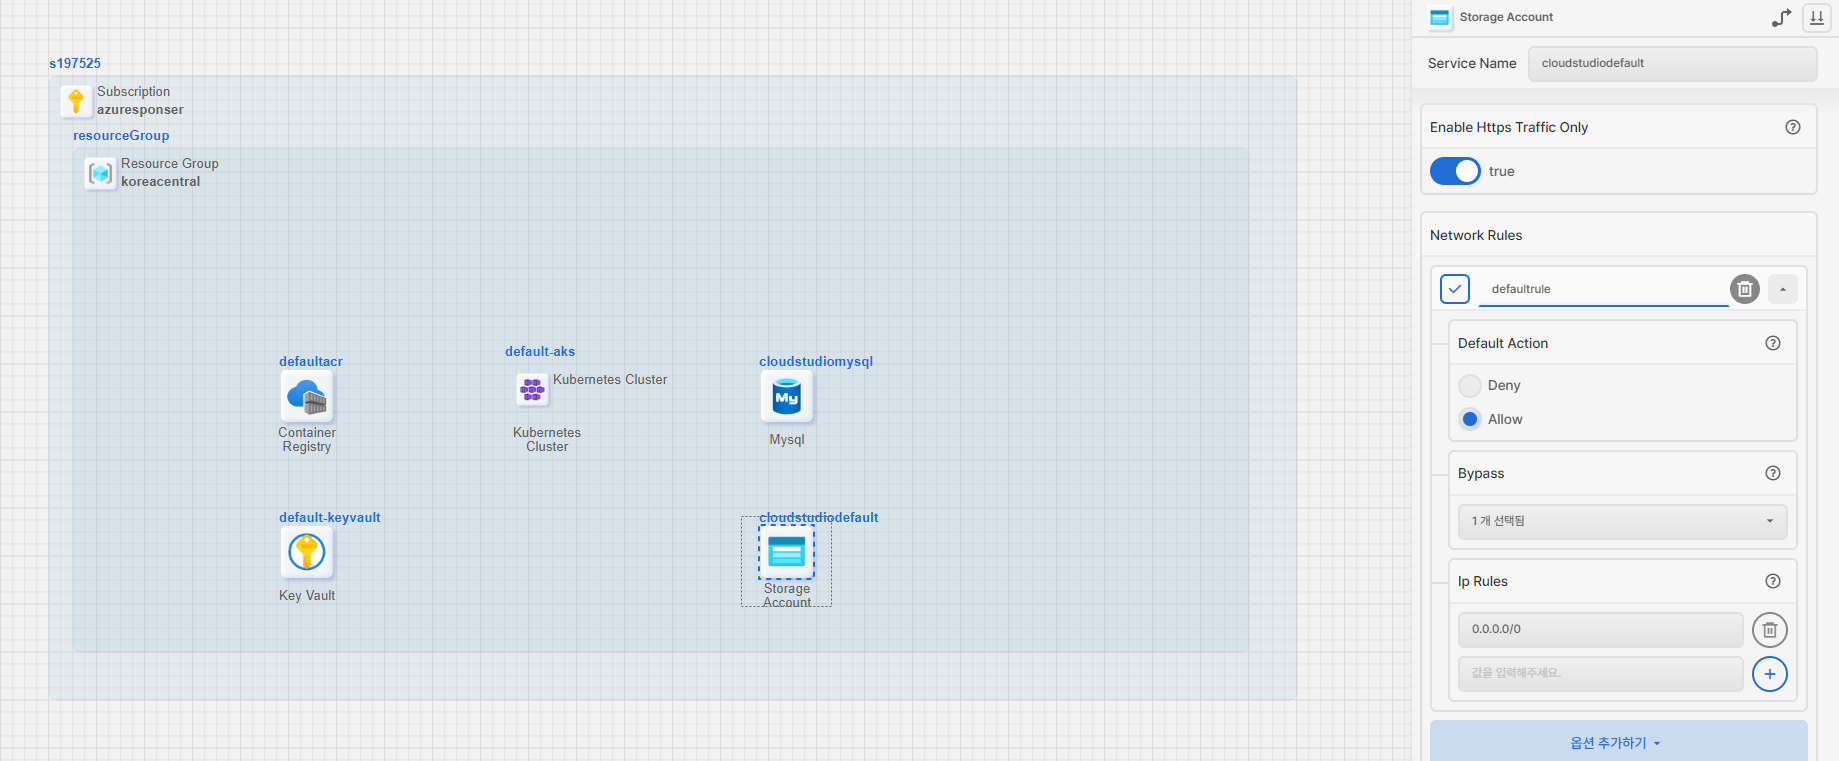 s197525
Subscription
azuresponser
resourceGroup
Resource Group
koreacentral
defaultacr
Container
Registry
default-aks
Kubernetes Cluster
Kubernetes
Cluster
cloudstudiomysql
My
Mysql
default-keyvault
Key Vault
cloudstudiodefault
Storage
Account
Storage Account
Service Name
cloudstudiodefault
Enable Https Traffic Only
true
Network Rules
defaultrule
Default Action
Deny
Allow
Bypass
1 개 선택됨
Ip Rules
0.0.0.0/0
값을 입력해주세요.
옵션 추가하기